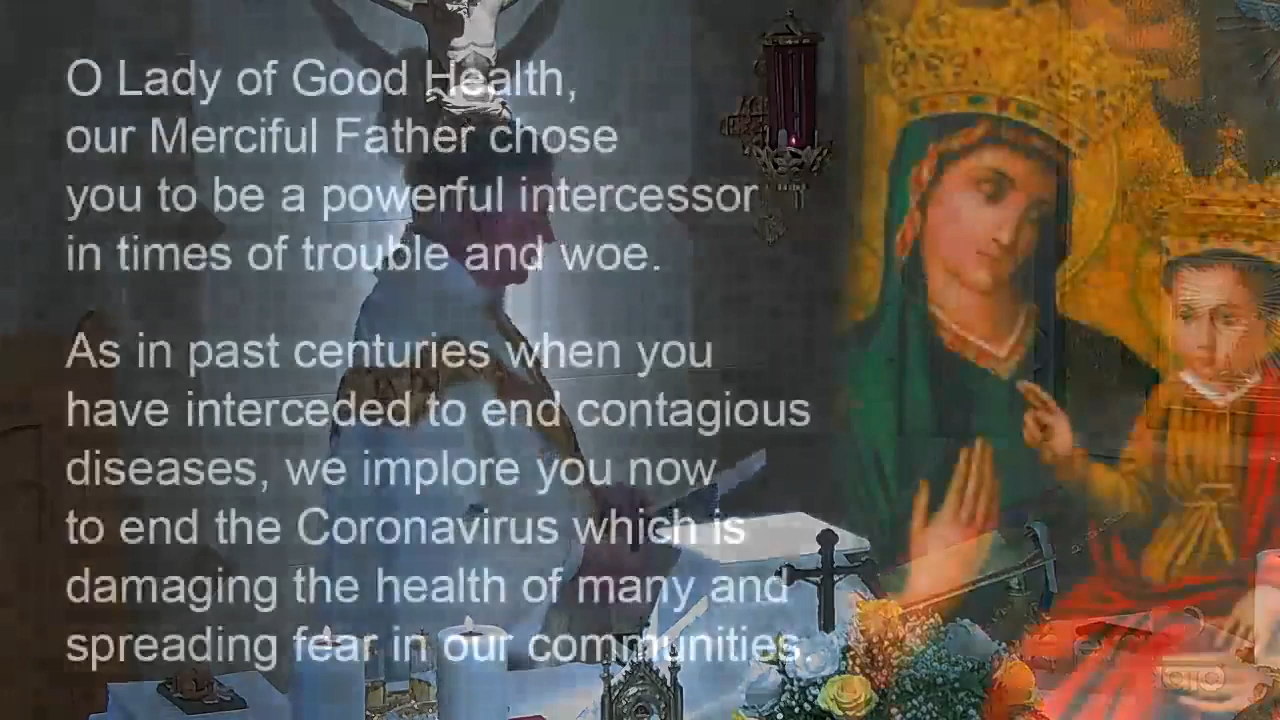 O Lady of Good Health,
our Merciful Father chose
you to be a powerful intercessor
in times of trouble and woe.
As in past centuries when you
have interceded to end contagious
diseases, we implore you now
to end the Coronavirus which is
damaging the health of many and
spreading fear in our communities